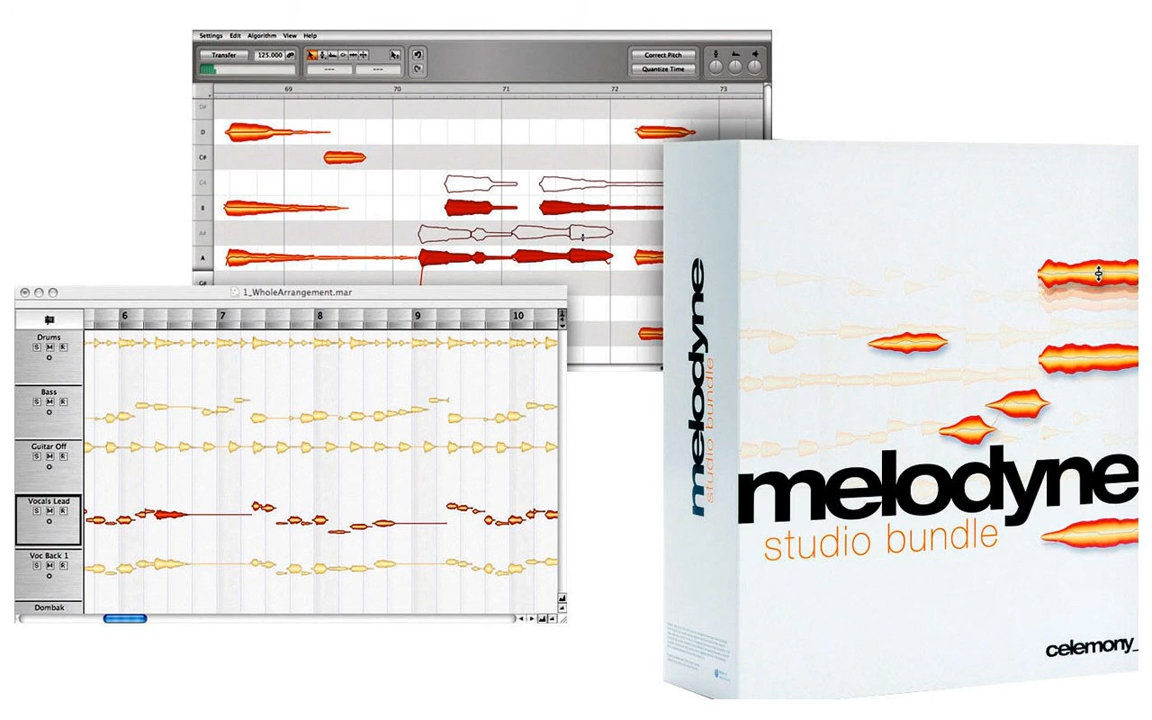 Settings Edit Algorithm View Help
Transfer 125.000
Correct Pitch
Quantize Time
69 70 71 72 73
D#
D
C#
C♮
B
A#
A
G#
1_WholeArrangement.mar
6 7 8 9 10
Drums
S M R
Bass
S M R
Guitar Off
S M R
Vocals Lead
S M R
Voc Back 1
S M R
Dombak
melodyne
studio bundle
melodyne
studio bundle
celemony_